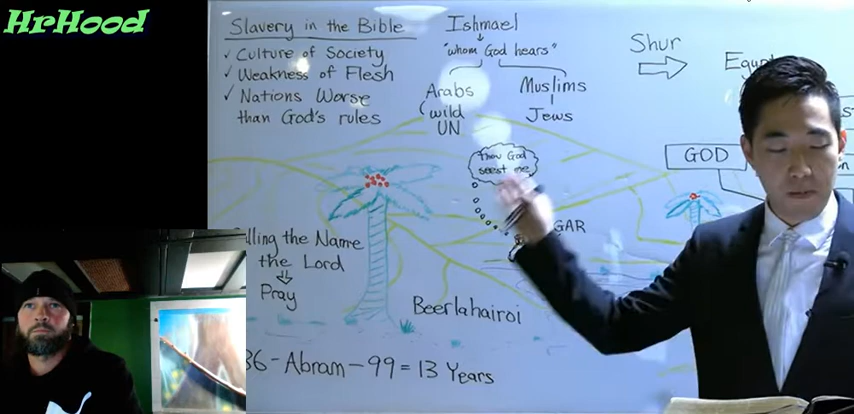 HrHood
Slavery in the Bible
✓ Culture of Society
✓ Weakness of Flesh
✓ Nations Worse
than God's rules
Ishmael
"whom God hears"
Arabs
Muslims
wild
UN
Jews
Shur
Thou God
seest me
GOD
GAR
lling the Name
the Lord
Pray
Beerlahairoi
86 - Abram - 99 = 13 Years